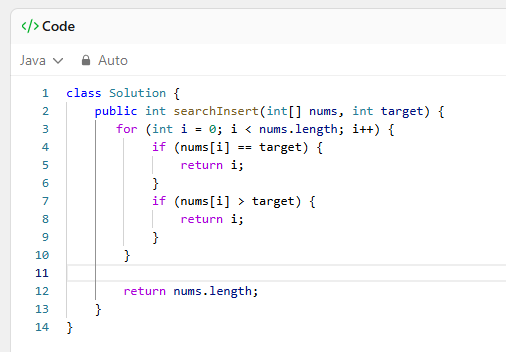 </> Code
Java Auto
1 class Solution {
2     public int searchInsert(int[] nums, int target) {
3        for (int i = 0; i < nums.length; i++) {
4             if (nums[i] == target) {
5                 return i;
6             }
7             if (nums[i] > target) {
8                 return i;
9             }
10         }
11
12         return nums.length;
13     }
14 }